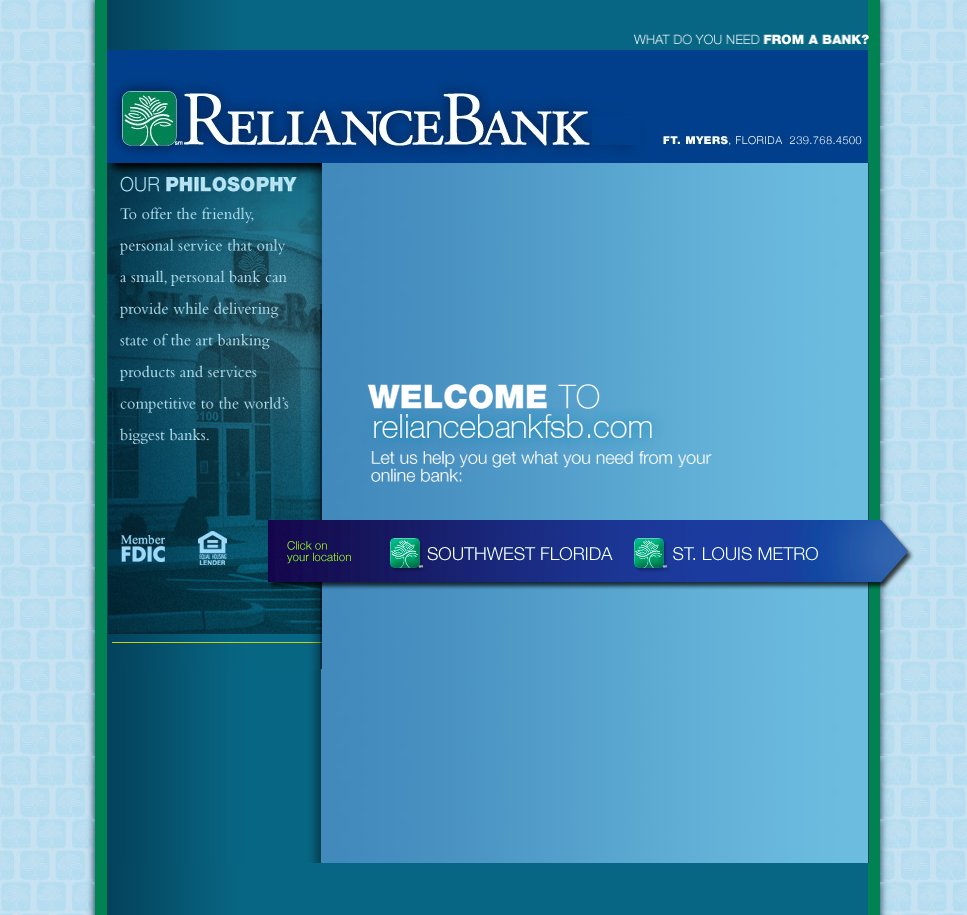 WHAT DO YOU NEED FROM A BANK?
RELIANCEBANK
SM
FT. MYERS, FLORIDA 239.768.4500
OUR PHILOSOPHY
To offer the friendly,
personal service that only
a small, personal bank can
provide while delivering
state of the art banking
products and services
competitive to the world's
biggest banks.
RELIANCEBA
5100
Member
FDIC
EQUAL HOUSING
LENDER
WELCOME TO
reliancebankfsb.com
Let us help you get what you need from your
online bank:
Click on
your location
SOUTHWEST FLORIDA
ST. LOUIS METRO